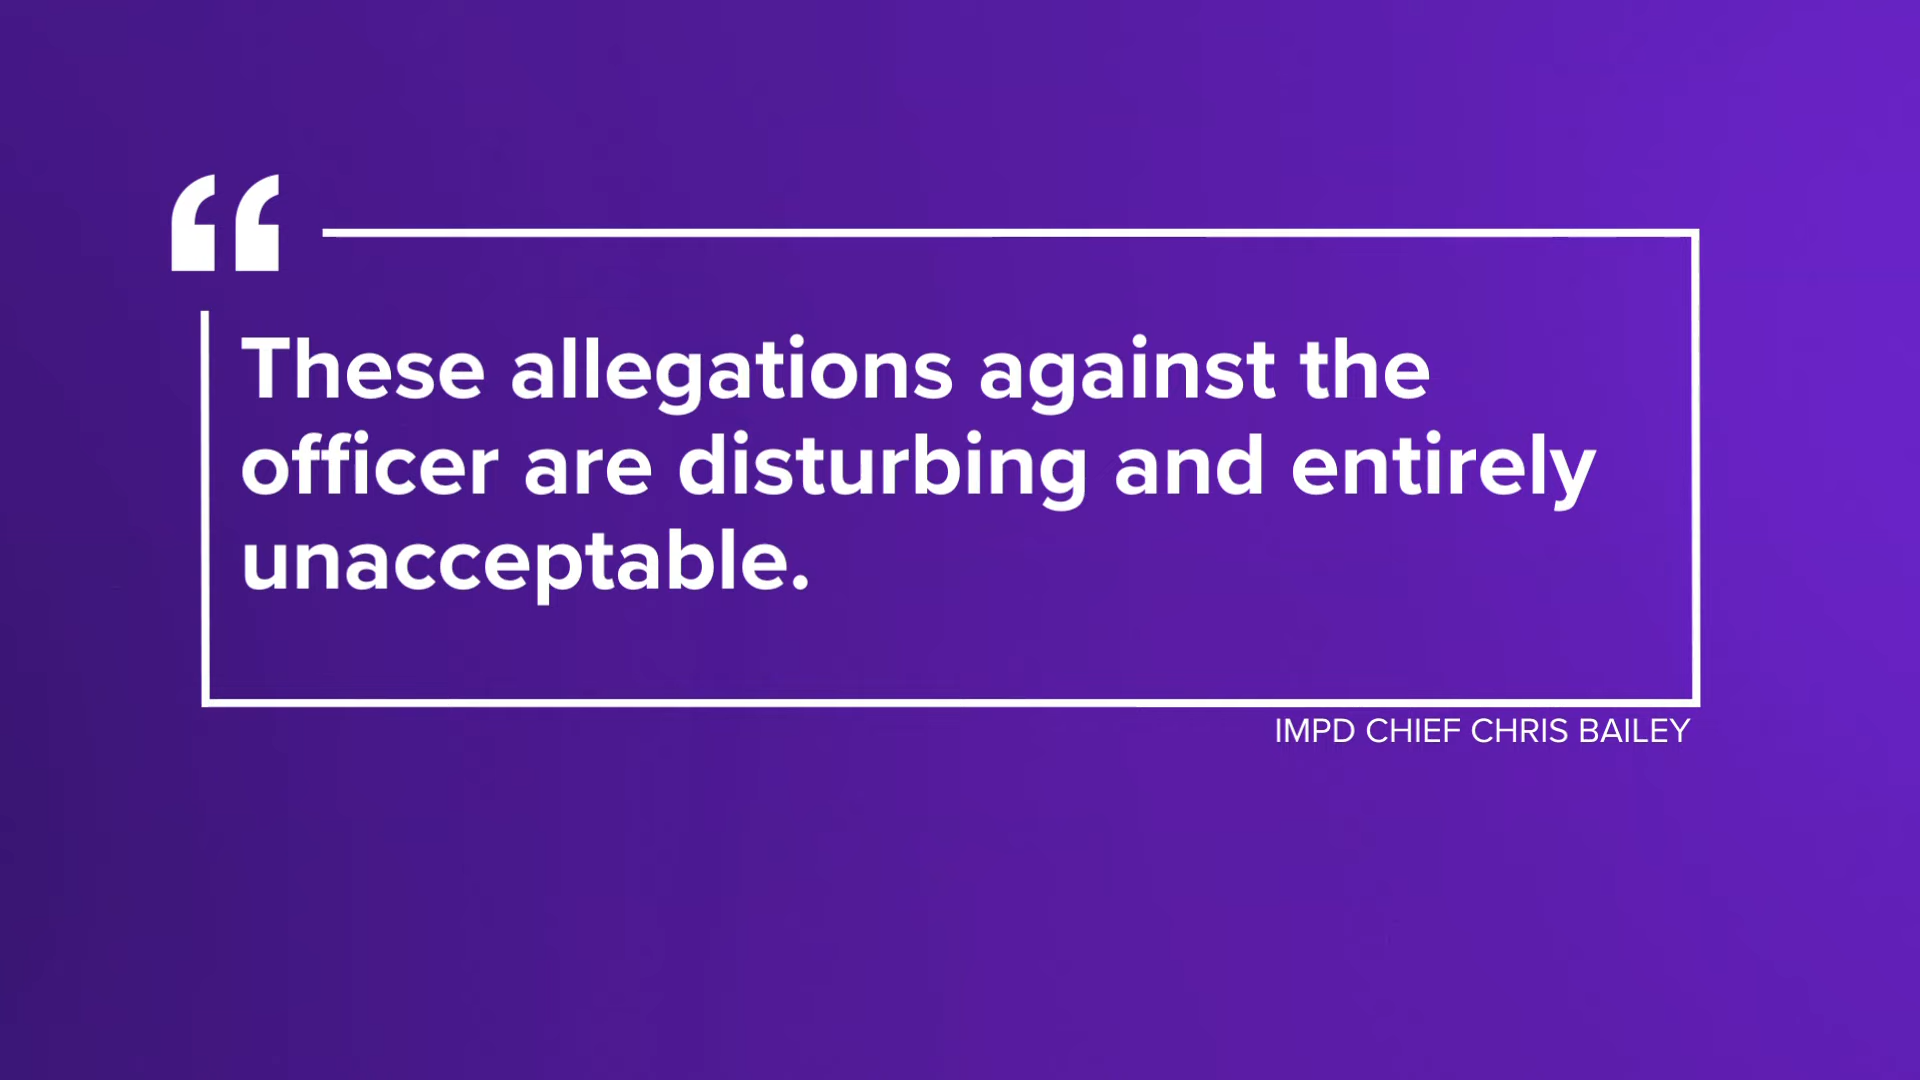 “
These allegations against the
officer are disturbing and entirely
unacceptable.
IMPD CHIEF CHRIS BAILEY